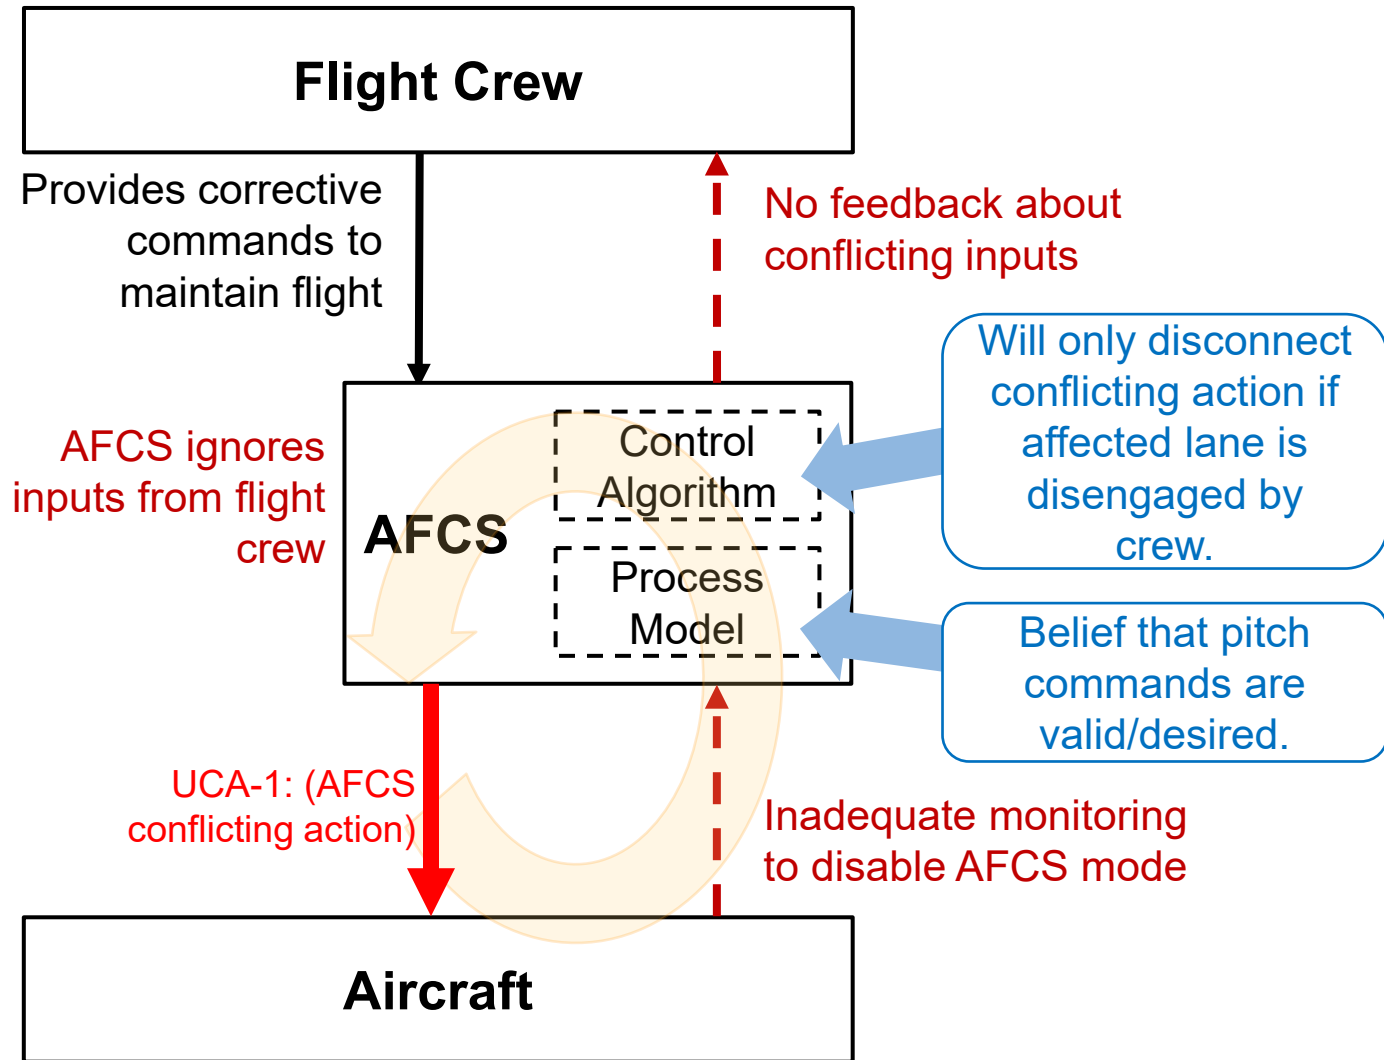 Flight Crew
Provides corrective
commands to
maintain flight
No feedback about
conflicting inputs
Will only disconnect
conflicting action if
affected lane is
disengaged by
crew.
AFCS ignores
inputs from flight
crew
AFCS
Control
Algorithm
Process
Model
Belief that pitch
commands are
valid/desired.
UCA-1: (AFCS
conflicting action)
Inadequate monitoring
to disable AFCS mode
Aircraft